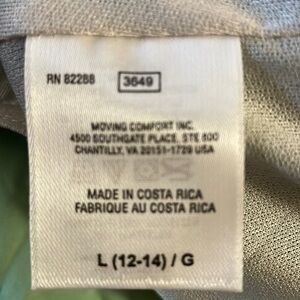 RN 82288 3649
MOVING COMFORT INC.
4500 SOUTHGATE PLACE, STE 800
CHANTILLY, VA 20151-1729 USA
MADE IN COSTA RICA
FABRIQUE AU COSTA RICA
L (12-14) / G